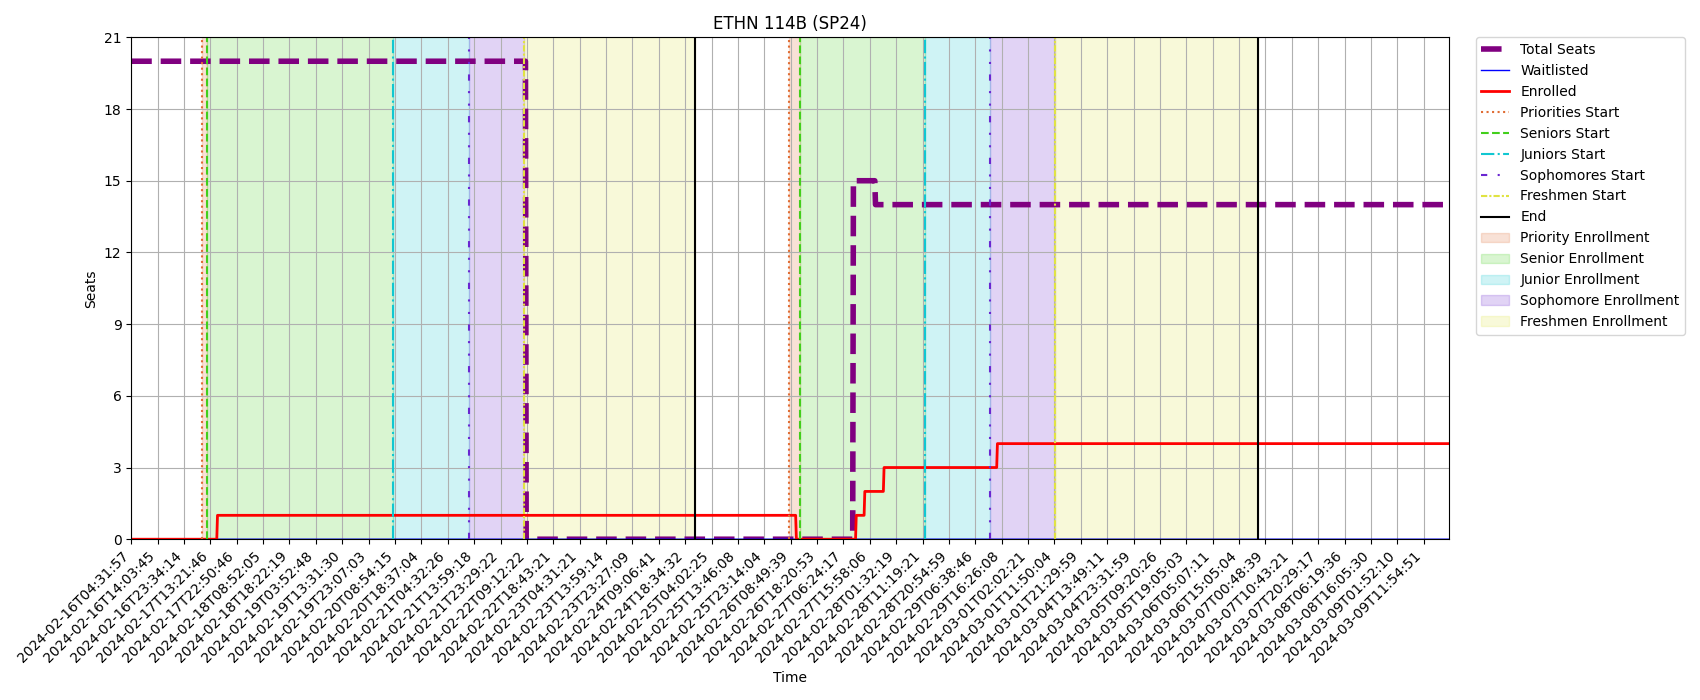 ETHN 114B (SP24)
21
18
15
12
9
6
3
0
Seats
2024-02-16T04:31:57
2024-02-16T14:03:45
2024-02-16T23:34:14
2024-02-17T13:21:46
2024-02-17T22:50:46
2024-02-18T08:52:05
2024-02-18T18:22:19
2024-02-19T03:52:48
2024-02-19T13:31:30
2024-02-19T23:07:03
2024-02-20T08:54:15
2024-02-20T18:37:04
2024-02-21T04:32:26
2024-02-21T13:59:18
2024-02-21T23:29:22
2024-02-22T09:12:22
2024-02-22T18:43:21
2024-02-23T04:31:21
2024-02-23T13:59:14
2024-02-23T23:27:09
2024-02-24T09:06:41
2024-02-24T18:34:32
2024-02-25T04:02:25
2024-02-25T13:46:08
2024-02-25T23:14:04
2024-02-26T08:49:39
2024-02-26T18:20:53
2024-02-27T06:24:17
2024-02-27T15:58:06
2024-02-28T01:32:19
2024-02-28T11:19:21
2024-02-28T20:54:59
2024-02-29T06:38:46
2024-02-29T16:26:08
2024-03-01T02:02:21
2024-03-01T11:50:04
2024-03-01T21:29:59
2024-03-04T13:49:11
2024-03-04T23:31:59
2024-03-05T09:20:26
2024-03-05T19:05:03
2024-03-06T05:07:11
2024-03-06T15:05:04
2024-03-07T00:48:39
2024-03-07T10:43:21
2024-03-07T20:29:17
2024-03-08T06:19:36
2024-03-08T16:05:30
2024-03-09T01:52:10
2024-03-09T11:54:51
Time
Total Seats
Waitlisted
Enrolled
Priorities Start
Seniors Start
Juniors Start
Sophomores Start
Freshmen Start
End
Priority Enrollment
Senior Enrollment
Junior Enrollment
Sophomore Enrollment
Freshmen Enrollment